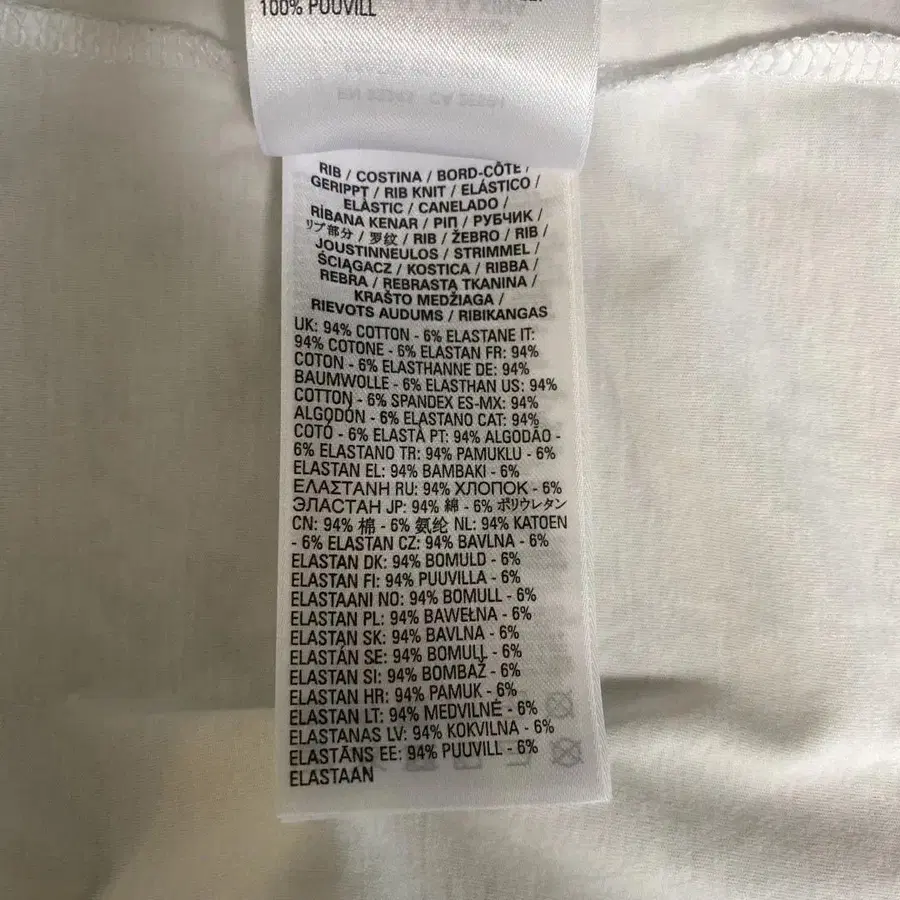 100% PUUVILL
RIB / COSTINA / BORD-CÔTE /
GERIPPT / RIB KNIT / ELÁSTICO /
ELÀSTIC / CANELADO /
RİBANA KENAR / ΡΙΠ / РУБЧИК /
リブ部分 / 罗纹 / RIB / ŽEBRO / RIB /
JOUSTINNEULOS / STRIMMEL /
ŚCIĄGACZ / KOSTICA / RIBBA /
REBRA / REBRASTA TKANINA /
KRAŠTO MEDŽIAGA /
RIEVOTS AUDUMS / RIBIKANGAS
UK: 94% COTTON - 6% ELASTANE IT:
94% COTONE - 6% ELASTAN FR: 94%
COTON - 6% ELASTHANNE DE: 94%
BAUMWOLLE - 6% ELASTHAN US: 94%
COTTON - 6% SPANDEX ES-MX: 94%
ALGODÓN - 6% ELASTANO CAT: 94%
COTÓ - 6% ELASTÀ PT: 94% ALGODÃO -
6% ELASTANO TR: 94% PAMUKLU - 6%
ELASTAN EL: 94% ΒΑΜΒΑΚΙ - 6%
ΕΛΑΣΤΑΝΗ RU: 94% ХЛОПОК - 6%
ЭЛАСТАН JP: 94% 綿 - 6% ポリウレタン
CN: 94% 棉 - 6% 氨纶 NL: 94% KATOEN
- 6% ELASTAN CZ: 94% BAVLNA - 6%
ELASTAN DK: 94% BOMULD - 6%
ELASTAN FI: 94% PUUVILLA - 6%
ELASTAANI NO: 94% BOMULL - 6%
ELASTAN PL: 94% BAWEŁNA - 6%
ELASTAN SK: 94% BAVLNA - 6%
ELASTÁN SE: 94% BOMULL - 6%
ELASTAN SI: 94% BOMBAŽ - 6%
ELASTAN HR: 94% PAMUK - 6%
ELASTAN LT: 94% MEDVILNĖ - 6%
ELASTANAS LV: 94% KOKVILNA - 6%
ELASTĀNS EE: 94% PUUVILL - 6%
ELASTAAN